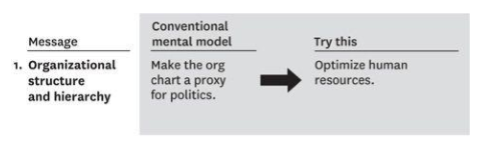 Message
Conventional
mental model
Try this
1. Organizational
structure
and hierarchy
Make the org
chart a proxy
for politics.
Optimize human
resources.